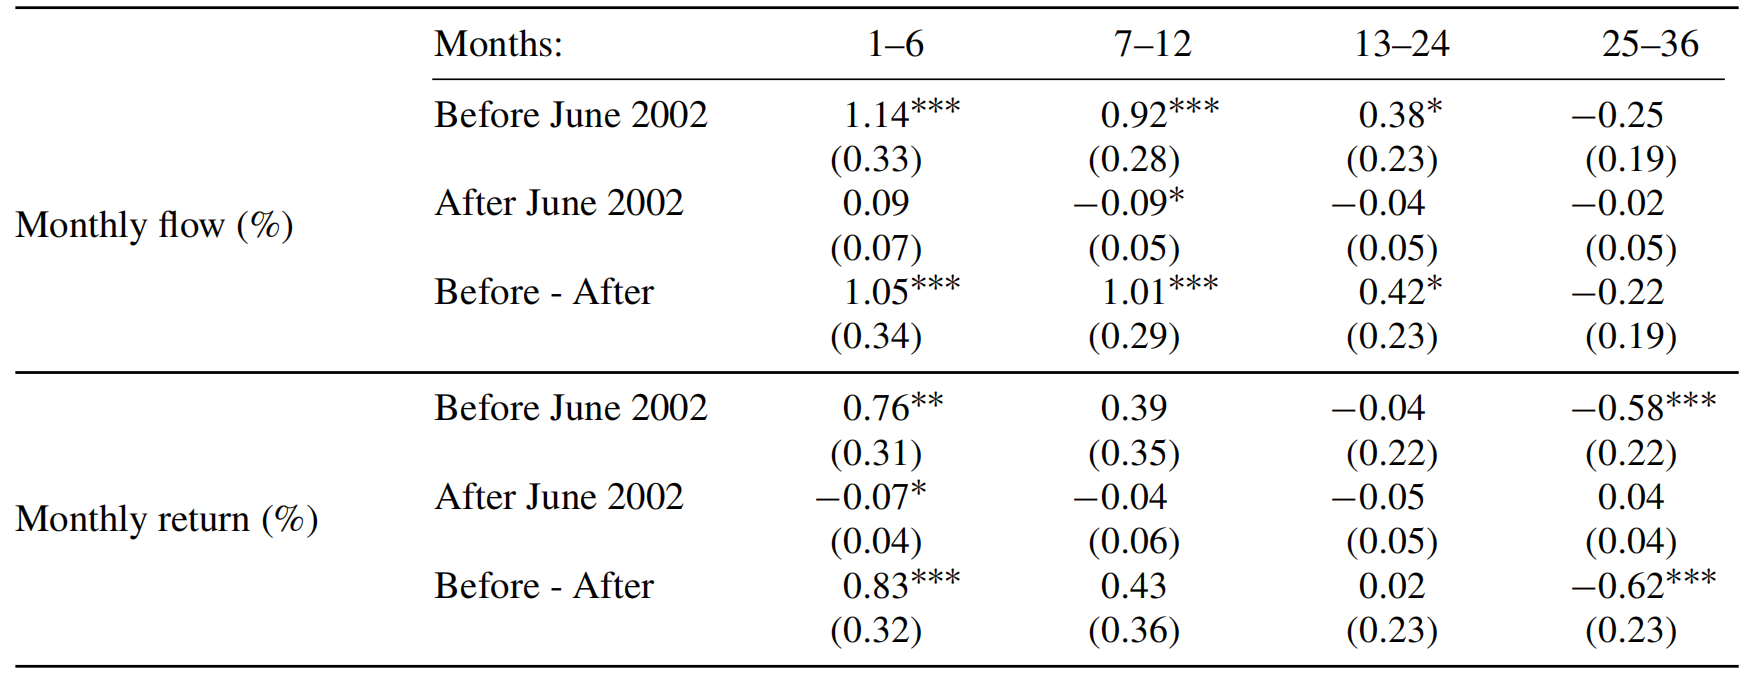 Months: 1–6 7–12 13–24 25–36
Before June 2002 1.14*** 0.92*** 0.38* −0.25
(0.33) (0.28) (0.23) (0.19)
After June 2002 0.09 −0.09* −0.04 −0.02
Monthly flow (%)
(0.07) (0.05) (0.05) (0.05)
Before - After 1.05*** 1.01*** 0.42* −0.22
(0.34) (0.29) (0.23) (0.19)
Before June 2002 0.76** 0.39 −0.04 −0.58***
(0.31) (0.35) (0.22) (0.22)
After June 2002 −0.07* −0.04 −0.05 0.04
Monthly return (%)
(0.04) (0.06) (0.05) (0.04)
Before - After 0.83*** 0.43 0.02 −0.62***
(0.32) (0.36) (0.23) (0.23)